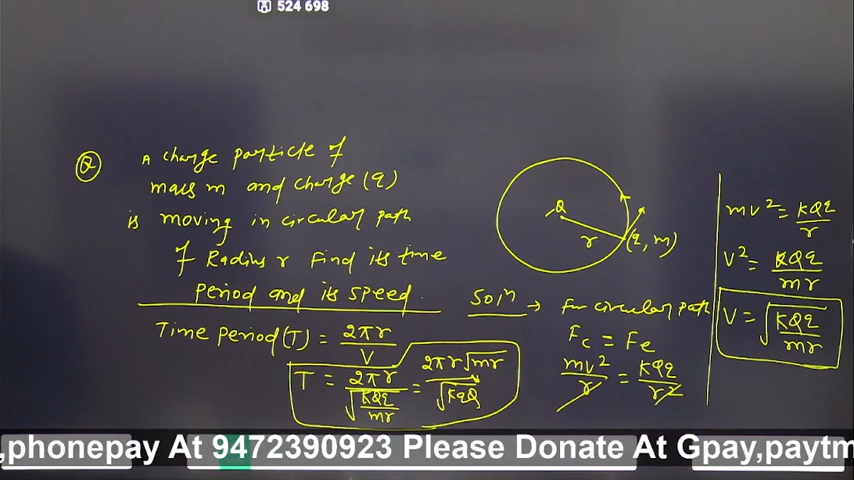 524 698
Q
A charge particle of
mass m and charge (q)
is moving in circular path
of Radius r Find its time
period and its speed.
Q
r
(q, m)
Soln → For circular path
Fc = Fe
mv²/r = KQq/r²
mv² = KQq/r
V² = KQq/mr
V = √(KQq/mr)
Time period (T) = 2πr/V
T = 2πr/√(KQq/mr) = 2πr√mr/√KqQ
,phonepay At 9472390923 Please Donate At Gpay,paytm